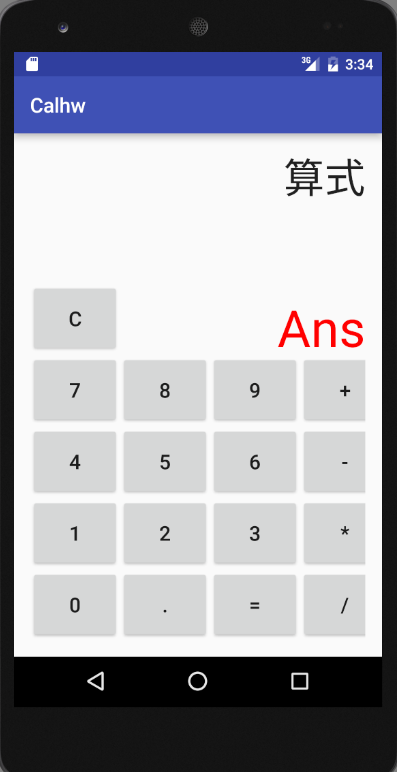 3G 3:34
Calhw
算式
C Ans
7 8 9 +
4 5 6 -
1 2 3 *
0 . = /